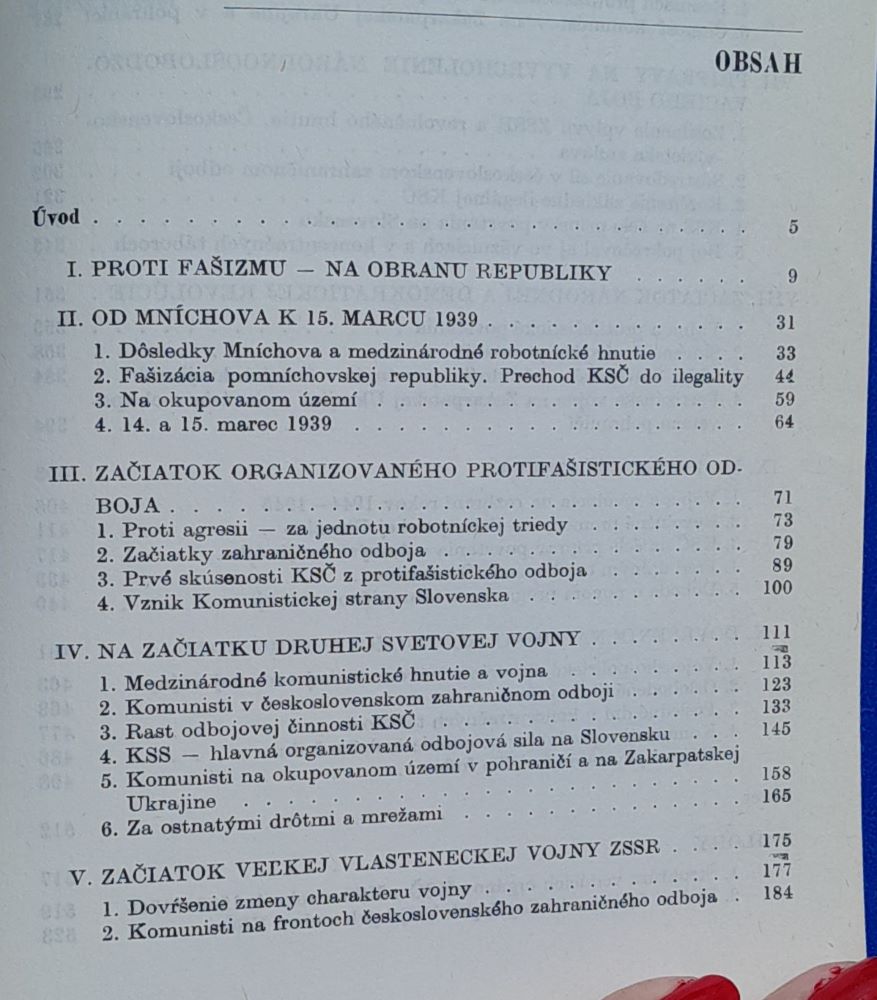 OBSAH
Úvod . . . . . . . . . . . . . . . . . . . . . . . . 5
I. PROTI FAŠIZMU — NA OBRANU REPUBLIKY . . . . . . 9
II. OD MNÍCHOVA K 15. MARCU 1939 . . . . . . . . . . 31
1. Dôsledky Mníchova a medzinárodné robotnícké hnutie . . . . 33
2. Fašizácia pomníchovskej republiky. Prechod KSČ do ilegality 44
3. Na okupovanom území . . . . . . . . . . . . . . . 59
4. 14. a 15. marec 1939 . . . . . . . . . . . . . . . 64
III. ZAČIATOK ORGANIZOVANÉHO PROTIFAŠISTICKÉHO OD-
BOJA . . . . . . . . . . . . . . . . . . . . . . 71
1. Proti agresii — za jednotu robotníckej triedy . . . . . . . 73
2. Začiatky zahraničného odboja . . . . . . . . . . . . 79
3. Prvé skúsenosti KSČ z protifašistického odboja . . . . . . 89
4. Vznik Komunistickej strany Slovenska . . . . . . . . . 100
IV. NA ZAČIATKU DRUHEJ SVETOVEJ VOJNY . . . . . . . 111
1. Medzinárodné komunistické hnutie a vojna . . . . . . . . 113
2. Komunisti v československom zahraničnom odboji . . . . . 123
3. Rast odbojovej činnosti KSČ . . . . . . . . . . . . 133
4. KSS — hlavná organizovaná odbojová sila na Slovensku . . . 145
5. Komunisti na okupovanom území v pohraničí a na Zakarpatskej
Ukrajine . . . . . . . . . . . . . . . . . . . . . 158
6. Za ostnatými drôtmi a mrežami . . . . . . . . . . . 165
V. ZAČIATOK VEĽKEJ VLASTENECKEJ VOJNY ZSSR . . . . 175
1. Dovŕšenie zmeny charakteru vojny . . . . . . . . . . 177
2. Komunisti na frontoch československého zahraničného odboja . 184